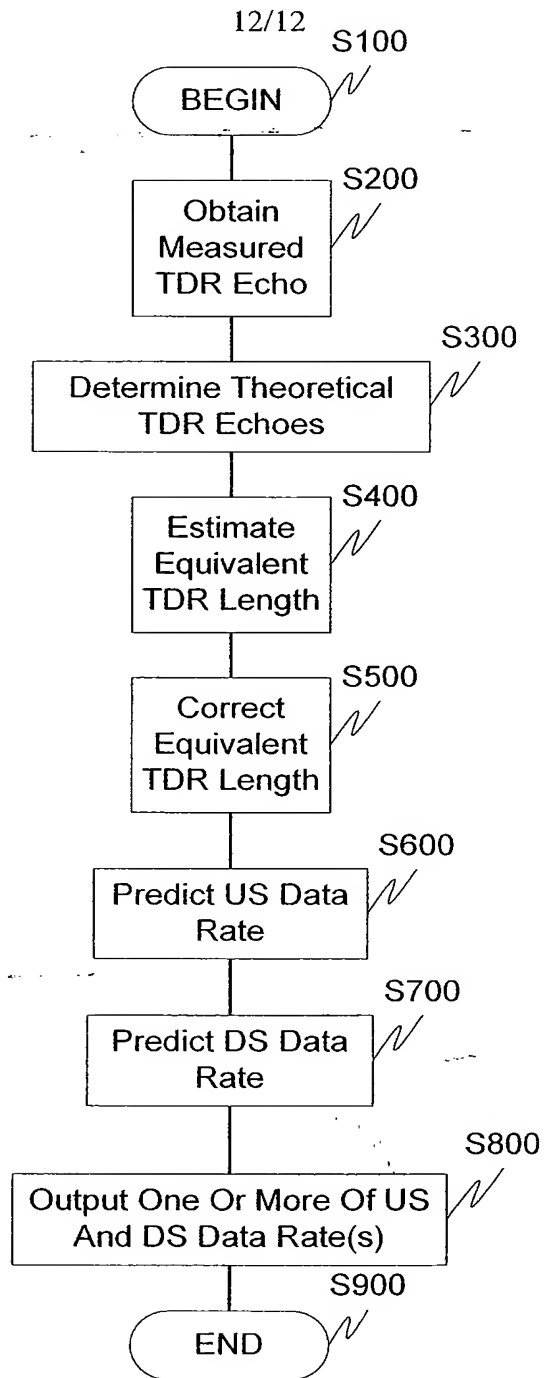 12/12
S100
BEGIN
S200
Obtain
Measured
TDR Echo
S300
Determine Theoretical
TDR Echoes
S400
Estimate
Equivalent
TDR Length
S500
Correct
Equivalent
TDR Length
S600
Predict US Data
Rate
S700
Predict DS Data
Rate
S800
Output One Or More Of US
And DS Data Rate(s)
S900
END